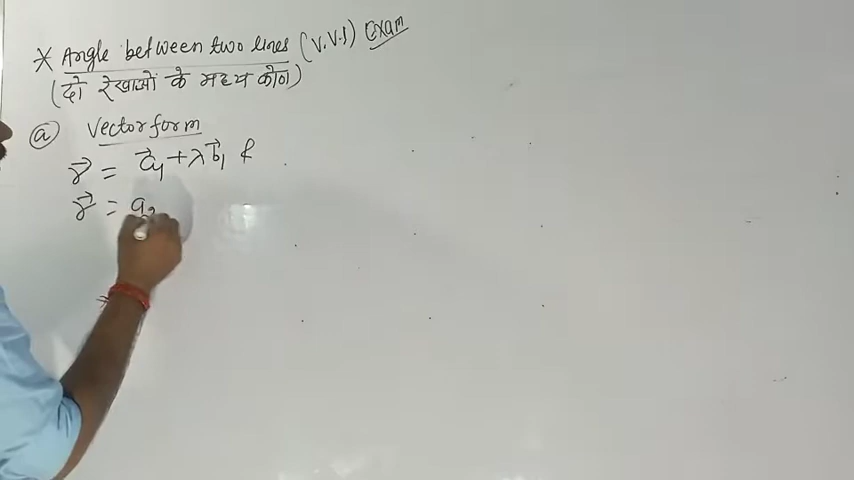 * Angle between two lines (V.V.I) Exam
(दो रेखाओं के मध्य कोण)
(a) Vector form
r⃗ = a⃗₁ + λb⃗₁ &
r⃗ = a₂